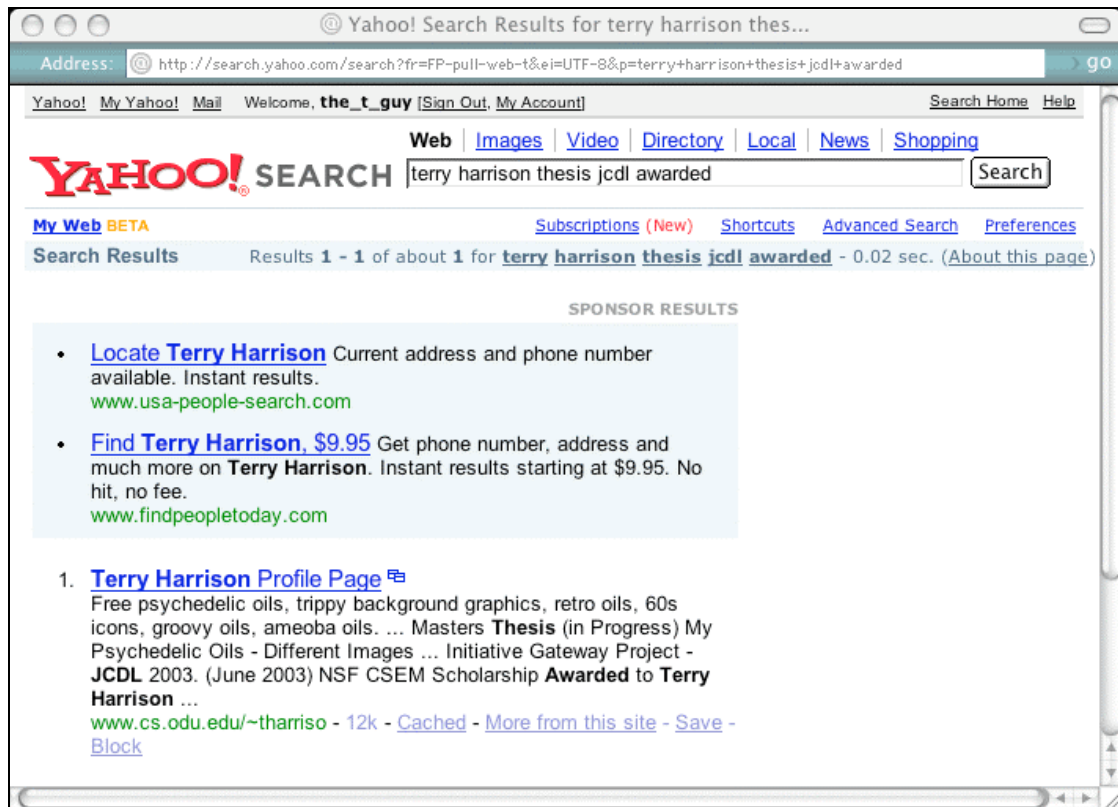 Yahoo! Search Results for terry harrison thes...
Address: http://search.yahoo.com/search?fr=FP-pull-web-t&ei=UTF-8&p=terry+harrison+thesis+jcdl+awarded go
Yahoo! My Yahoo! Mail Welcome, the_t_guy [Sign Out, My Account] Search Home Help
Web | Images | Video | Directory | Local | News | Shopping
YAHOO! SEARCH terry harrison thesis jcdl awarded Search
My Web BETA Subscriptions (New) Shortcuts Advanced Search Preferences
Search Results Results 1 - 1 of about 1 for terry harrison thesis jcdl awarded - 0.02 sec. (About this page)
SPONSOR RESULTS
• Locate Terry Harrison Current address and phone number
available. Instant results.
www.usa-people-search.com
• Find Terry Harrison, $9.95 Get phone number, address and
much more on Terry Harrison. Instant results starting at $9.95. No
hit, no fee.
www.findpeopletoday.com
1. Terry Harrison Profile Page
Free psychedelic oils, trippy background graphics, retro oils, 60s
icons, groovy oils, ameoba oils. ... Masters Thesis (in Progress) My
Psychedelic Oils - Different Images ... Initiative Gateway Project -
JCDL 2003. (June 2003) NSF CSEM Scholarship Awarded to Terry
Harrison ...
www.cs.odu.edu/~tharriso - 12k - Cached - More from this site - Save -
Block